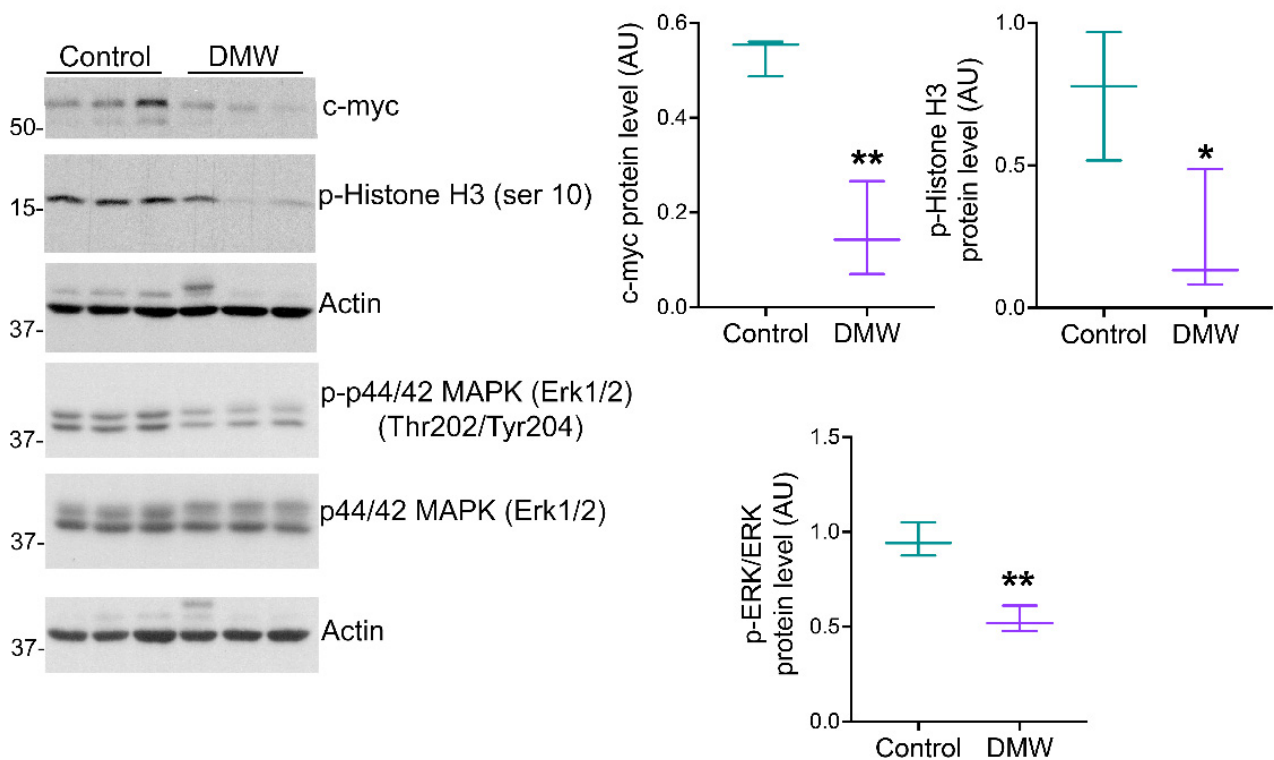 Control DMW
c-myc
50-
p-Histone H3 (ser 10)
15-
Actin
37-
p-p44/42 MAPK (Erk1/2)
(Thr202/Tyr204)
37-
p44/42 MAPK (Erk1/2)
37-
Actin
37-
c-myc protein level (AU)
0.6
0.4
0.2
0.0
**
Control DMW
p-Histone H3
protein level (AU)
1.0
0.5
0.0
*
Control DMW
p-ERK/ERK
protein level (AU)
1.5
1.0
0.5
0.0
**
Control DMW